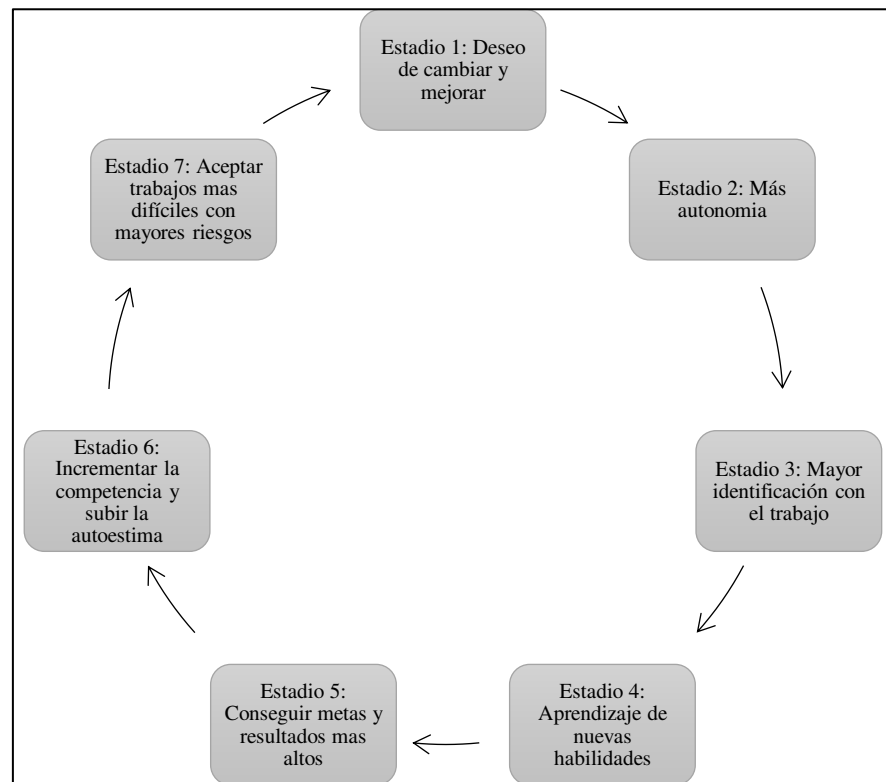 Estadio 1: Deseo
de cambiar y
mejorar
Estadio 2: Más
autonomia
Estadio 3: Mayor
identificación con
el trabajo
Estadio 4:
Aprendizaje de
nuevas
habilidades
Estadio 5:
Conseguir metas y
resultados mas
altos
Estadio 6:
Incrementar la
competencia y
subir la
autoestima
Estadio 7: Aceptar
trabajos mas
difíciles con
mayores riesgos